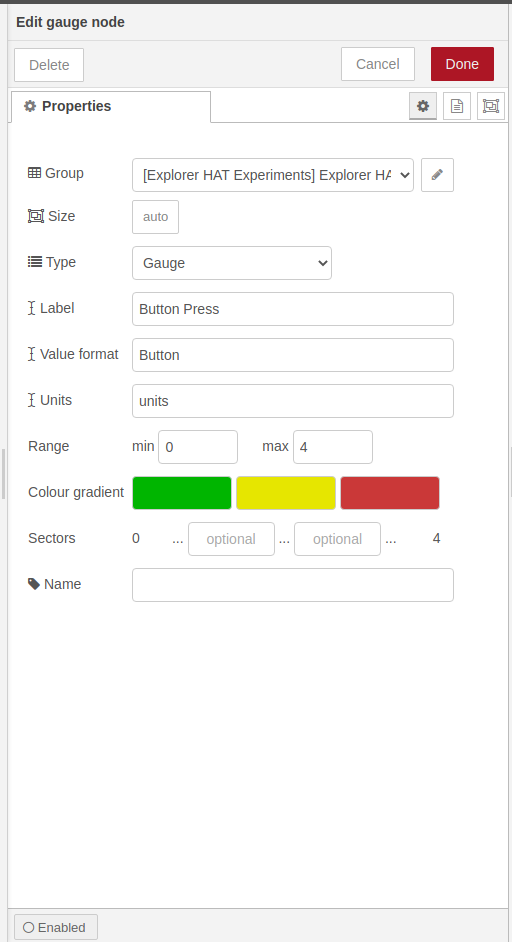 Edit gauge node
Delete Cancel Done
Properties
Group [Explorer HAT Experiments] Explorer HA
Size auto
Type Gauge
Label Button Press
Value format Button
Units units
Range min 0 max 4
Colour gradient
Sectors 0 ... optional ... optional ... 4
Name
Enabled